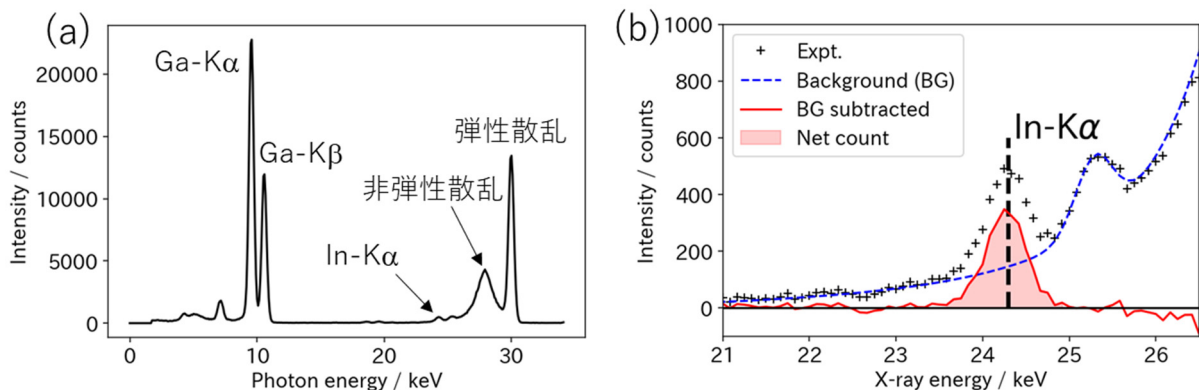 (a)
Intensity / counts
20000
15000
10000
5000
0
Ga-Kα
Ga-Kβ
弾性散乱
非弾性散乱
In-Kα
0
10
20
30
Photon energy / keV
(b)
Intensity / counts
1000
800
600
400
200
0
Expt.
Background (BG)
BG subtracted
Net count
In-Kα
21
22
23
24
25
26
X-ray energy / keV